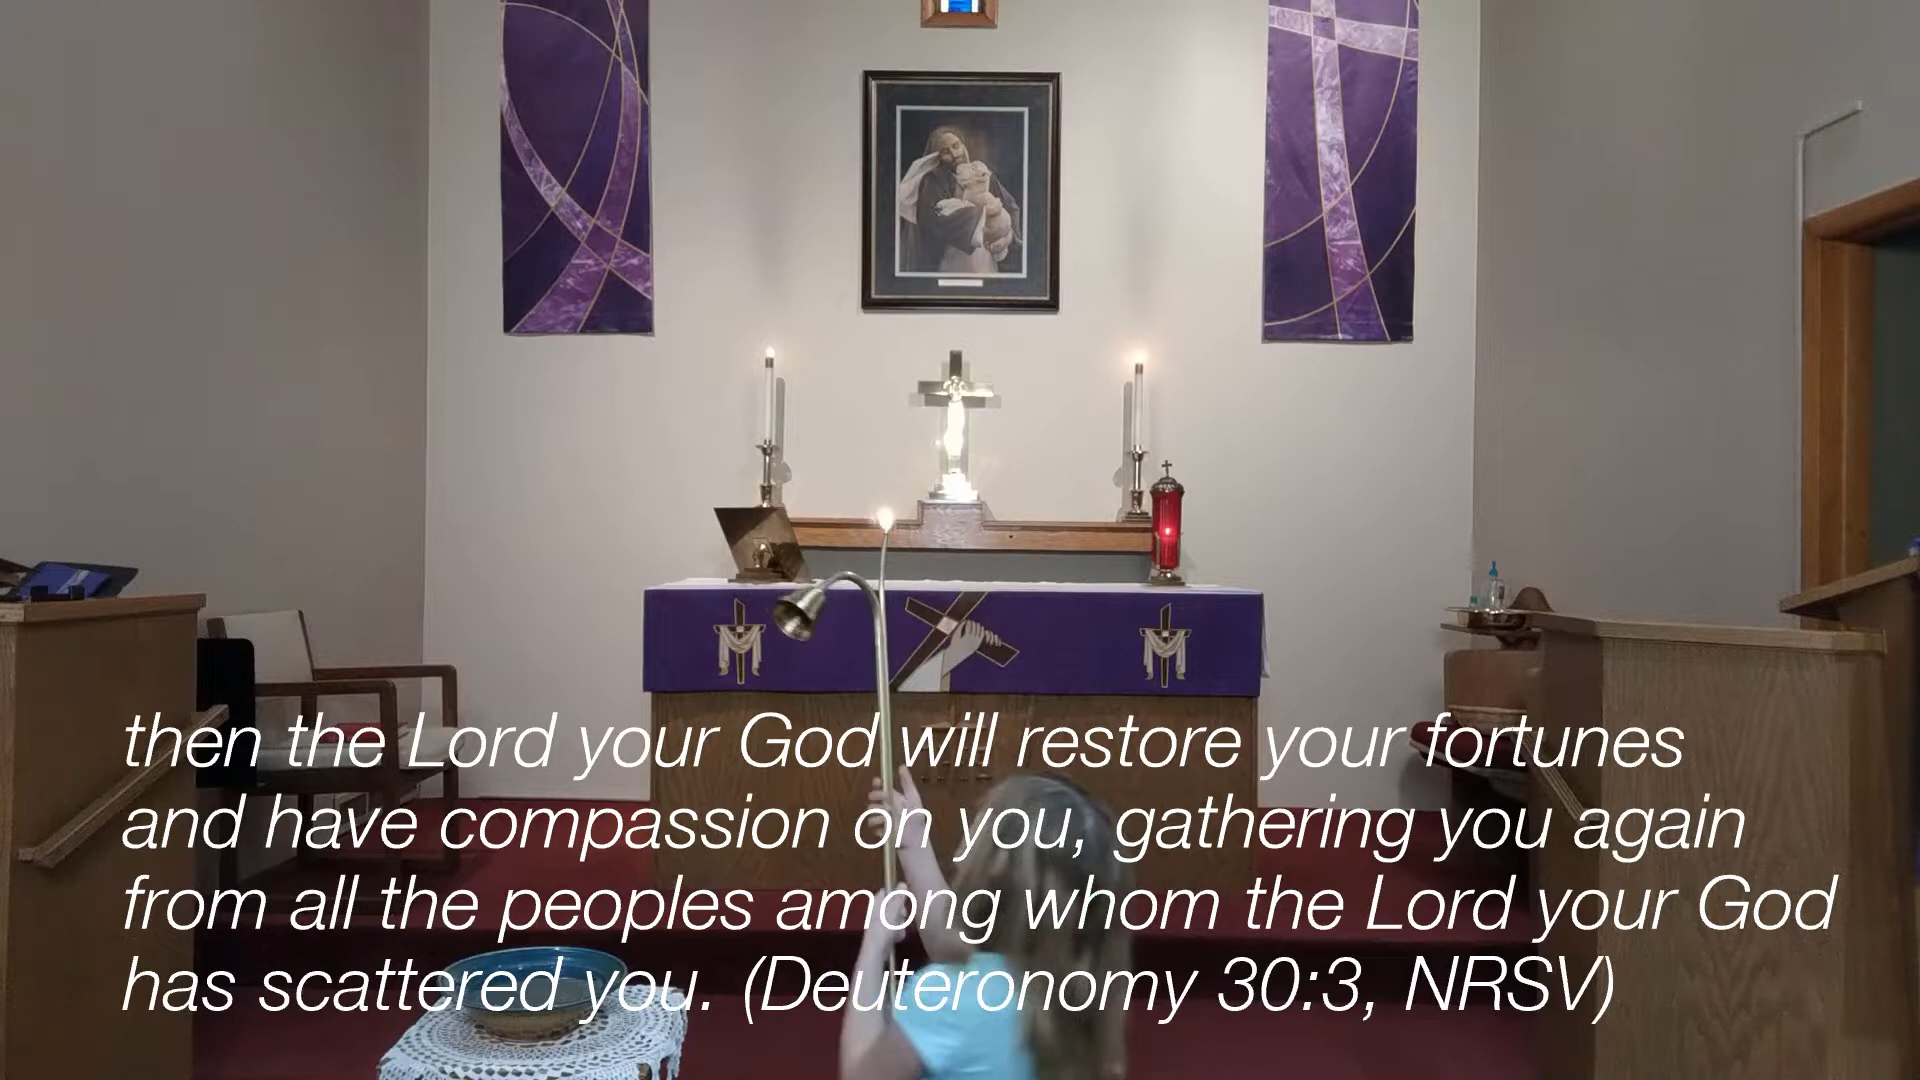 then the Lord your God will restore your fortunes
and have compassion on you, gathering you again
from all the peoples among whom the Lord your God
has scattered you. (Deuteronomy 30:3, NRSV)